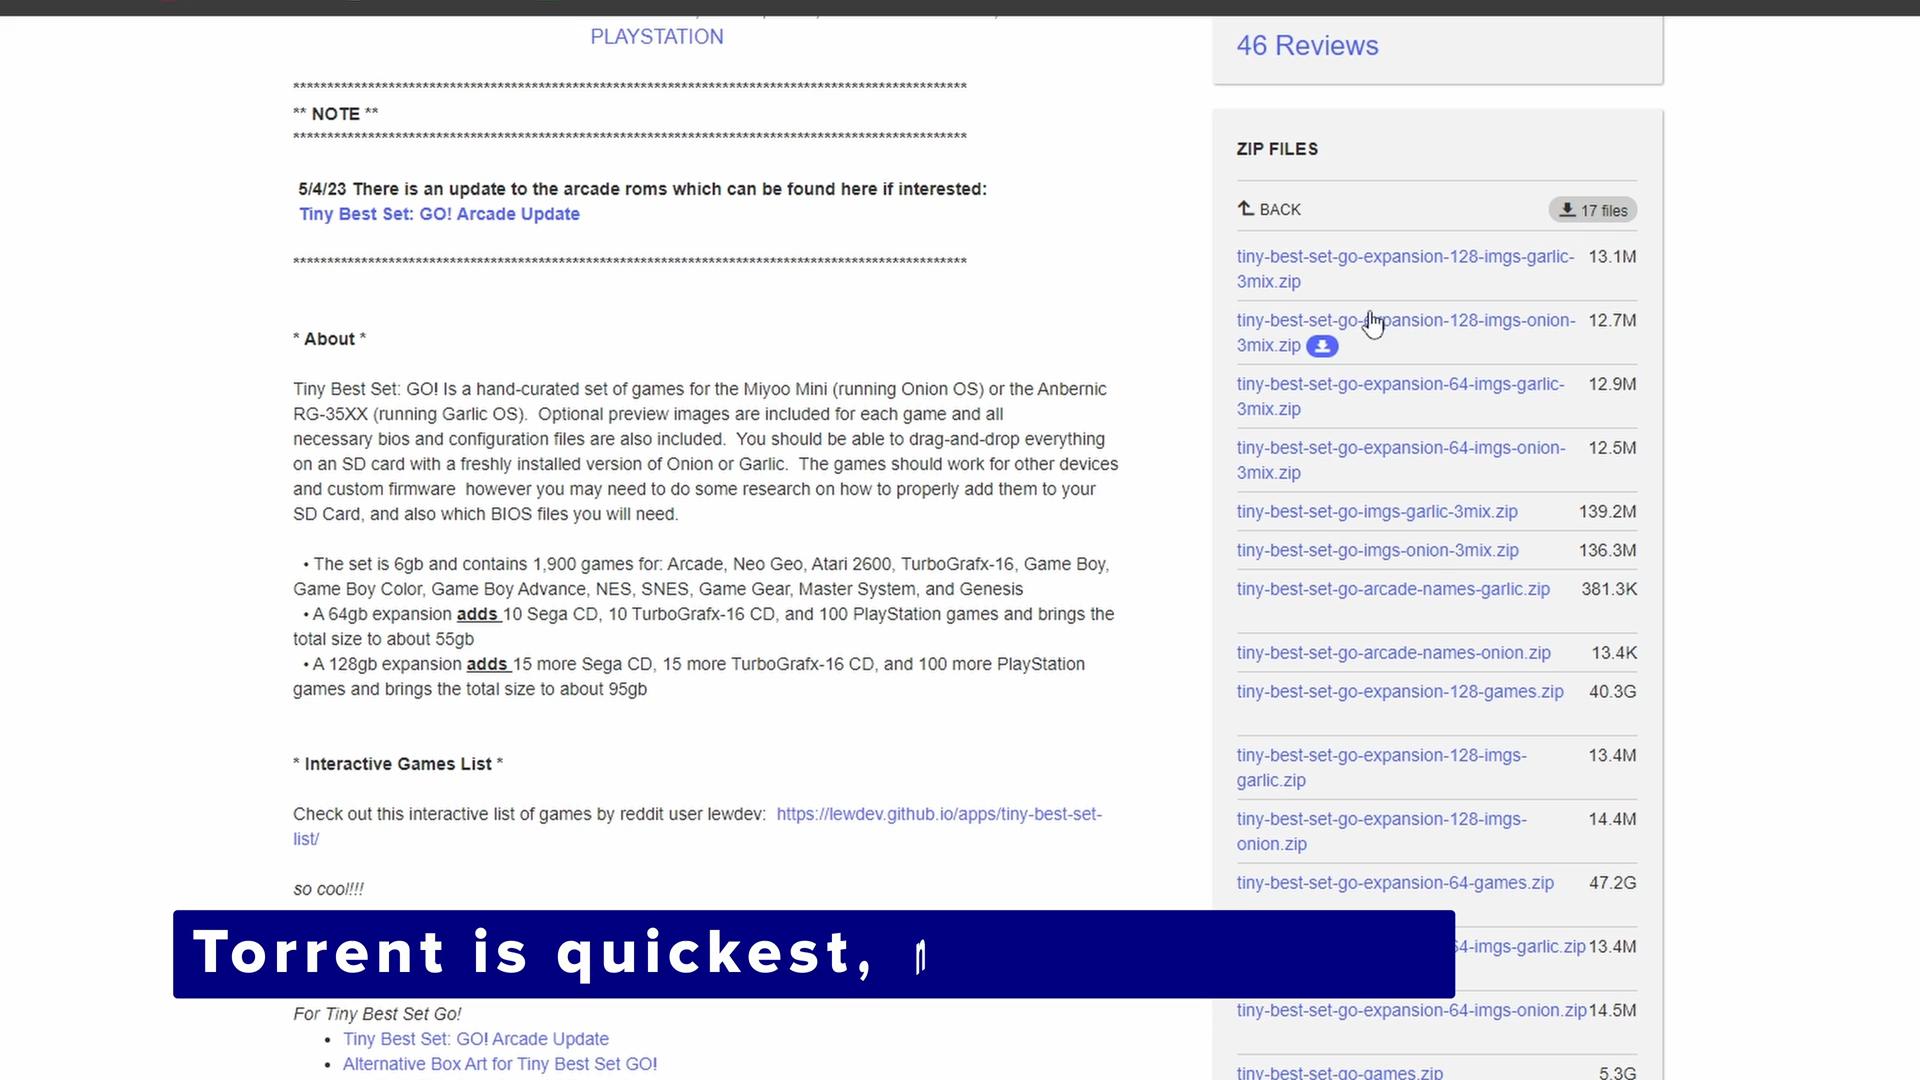 PLAYSTATION
******************************************************************************************************
** NOTE **
******************************************************************************************************
5/4/23 There is an update to the arcade roms which can be found here if interested:
Tiny Best Set: GO! Arcade Update
******************************************************************************************************
* About *
Tiny Best Set: GO! Is a hand-curated set of games for the Miyoo Mini (running Onion OS) or the Anbernic
RG-35XX (running Garlic OS).  Optional preview images are included for each game and all
necessary bios and configuration files are also included.  You should be able to drag-and-drop everything
on an SD card with a freshly installed version of Onion or Garlic.  The games should work for other devices
and custom firmware  however you may need to do some research on how to properly add them to your
SD Card, and also which BIOS files you will need.
• The set is 6gb and contains 1,900 games for: Arcade, Neo Geo, Atari 2600, TurboGrafx-16, Game Boy,
Game Boy Color, Game Boy Advance, NES, SNES, Game Gear, Master System, and Genesis
• A 64gb expansion adds 10 Sega CD, 10 TurboGrafx-16 CD, and 100 PlayStation games and brings the
total size to about 55gb
• A 128gb expansion adds 15 more Sega CD, 15 more TurboGrafx-16 CD, and 100 more PlayStation
games and brings the total size to about 95gb
* Interactive Games List *
Check out this interactive list of games by reddit user lewdev:  https://lewdev.github.io/apps/tiny-best-set-
list/
so cool!!!
Torrent is quickest,
For Tiny Best Set Go!
• Tiny Best Set: GO! Arcade Update
• Alternative Box Art for Tiny Best Set GO!
46 Reviews
ZIP FILES
BACK 17 files
tiny-best-set-go-expansion-128-imgs-garlic- 13.1M
3mix.zip
tiny-best-set-go-expansion-128-imgs-onion- 12.7M
3mix.zip
tiny-best-set-go-expansion-64-imgs-garlic- 12.9M
3mix.zip
tiny-best-set-go-expansion-64-imgs-onion- 12.5M
3mix.zip
tiny-best-set-go-imgs-garlic-3mix.zip 139.2M
tiny-best-set-go-imgs-onion-3mix.zip 136.3M
tiny-best-set-go-arcade-names-garlic.zip 381.3K
tiny-best-set-go-arcade-names-onion.zip 13.4K
tiny-best-set-go-expansion-128-games.zip 40.3G
tiny-best-set-go-expansion-128-imgs- 13.4M
garlic.zip
tiny-best-set-go-expansion-128-imgs- 14.4M
onion.zip
tiny-best-set-go-expansion-64-games.zip 47.2G
64-imgs-garlic.zip 13.4M
tiny-best-set-go-expansion-64-imgs-onion.zip 14.5M
tiny-best-set-go-games.zip 5.3G